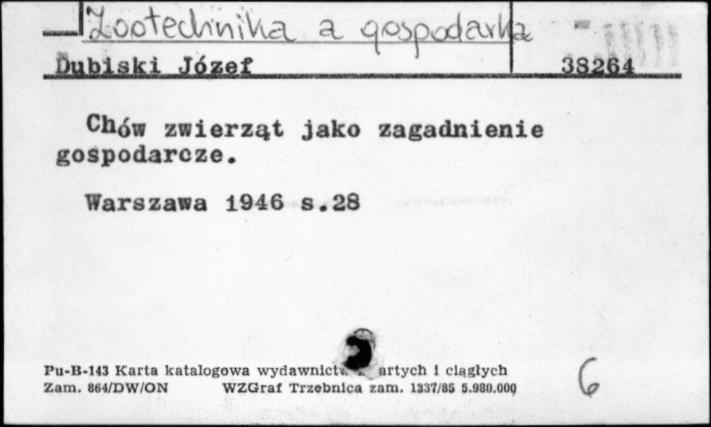 Zootechnika a gospodarka
Dubiski Józef 38264
Chów zwierząt jako zagadnienie
gospodarcze.
Warszawa 1946 s.28
Pu-B-143 Karta katalogowa wydawnictw artych i ciągłych
Zam. 864/DW/ON WZGraf Trzebnica zam. 1337/85 5.980.000
6